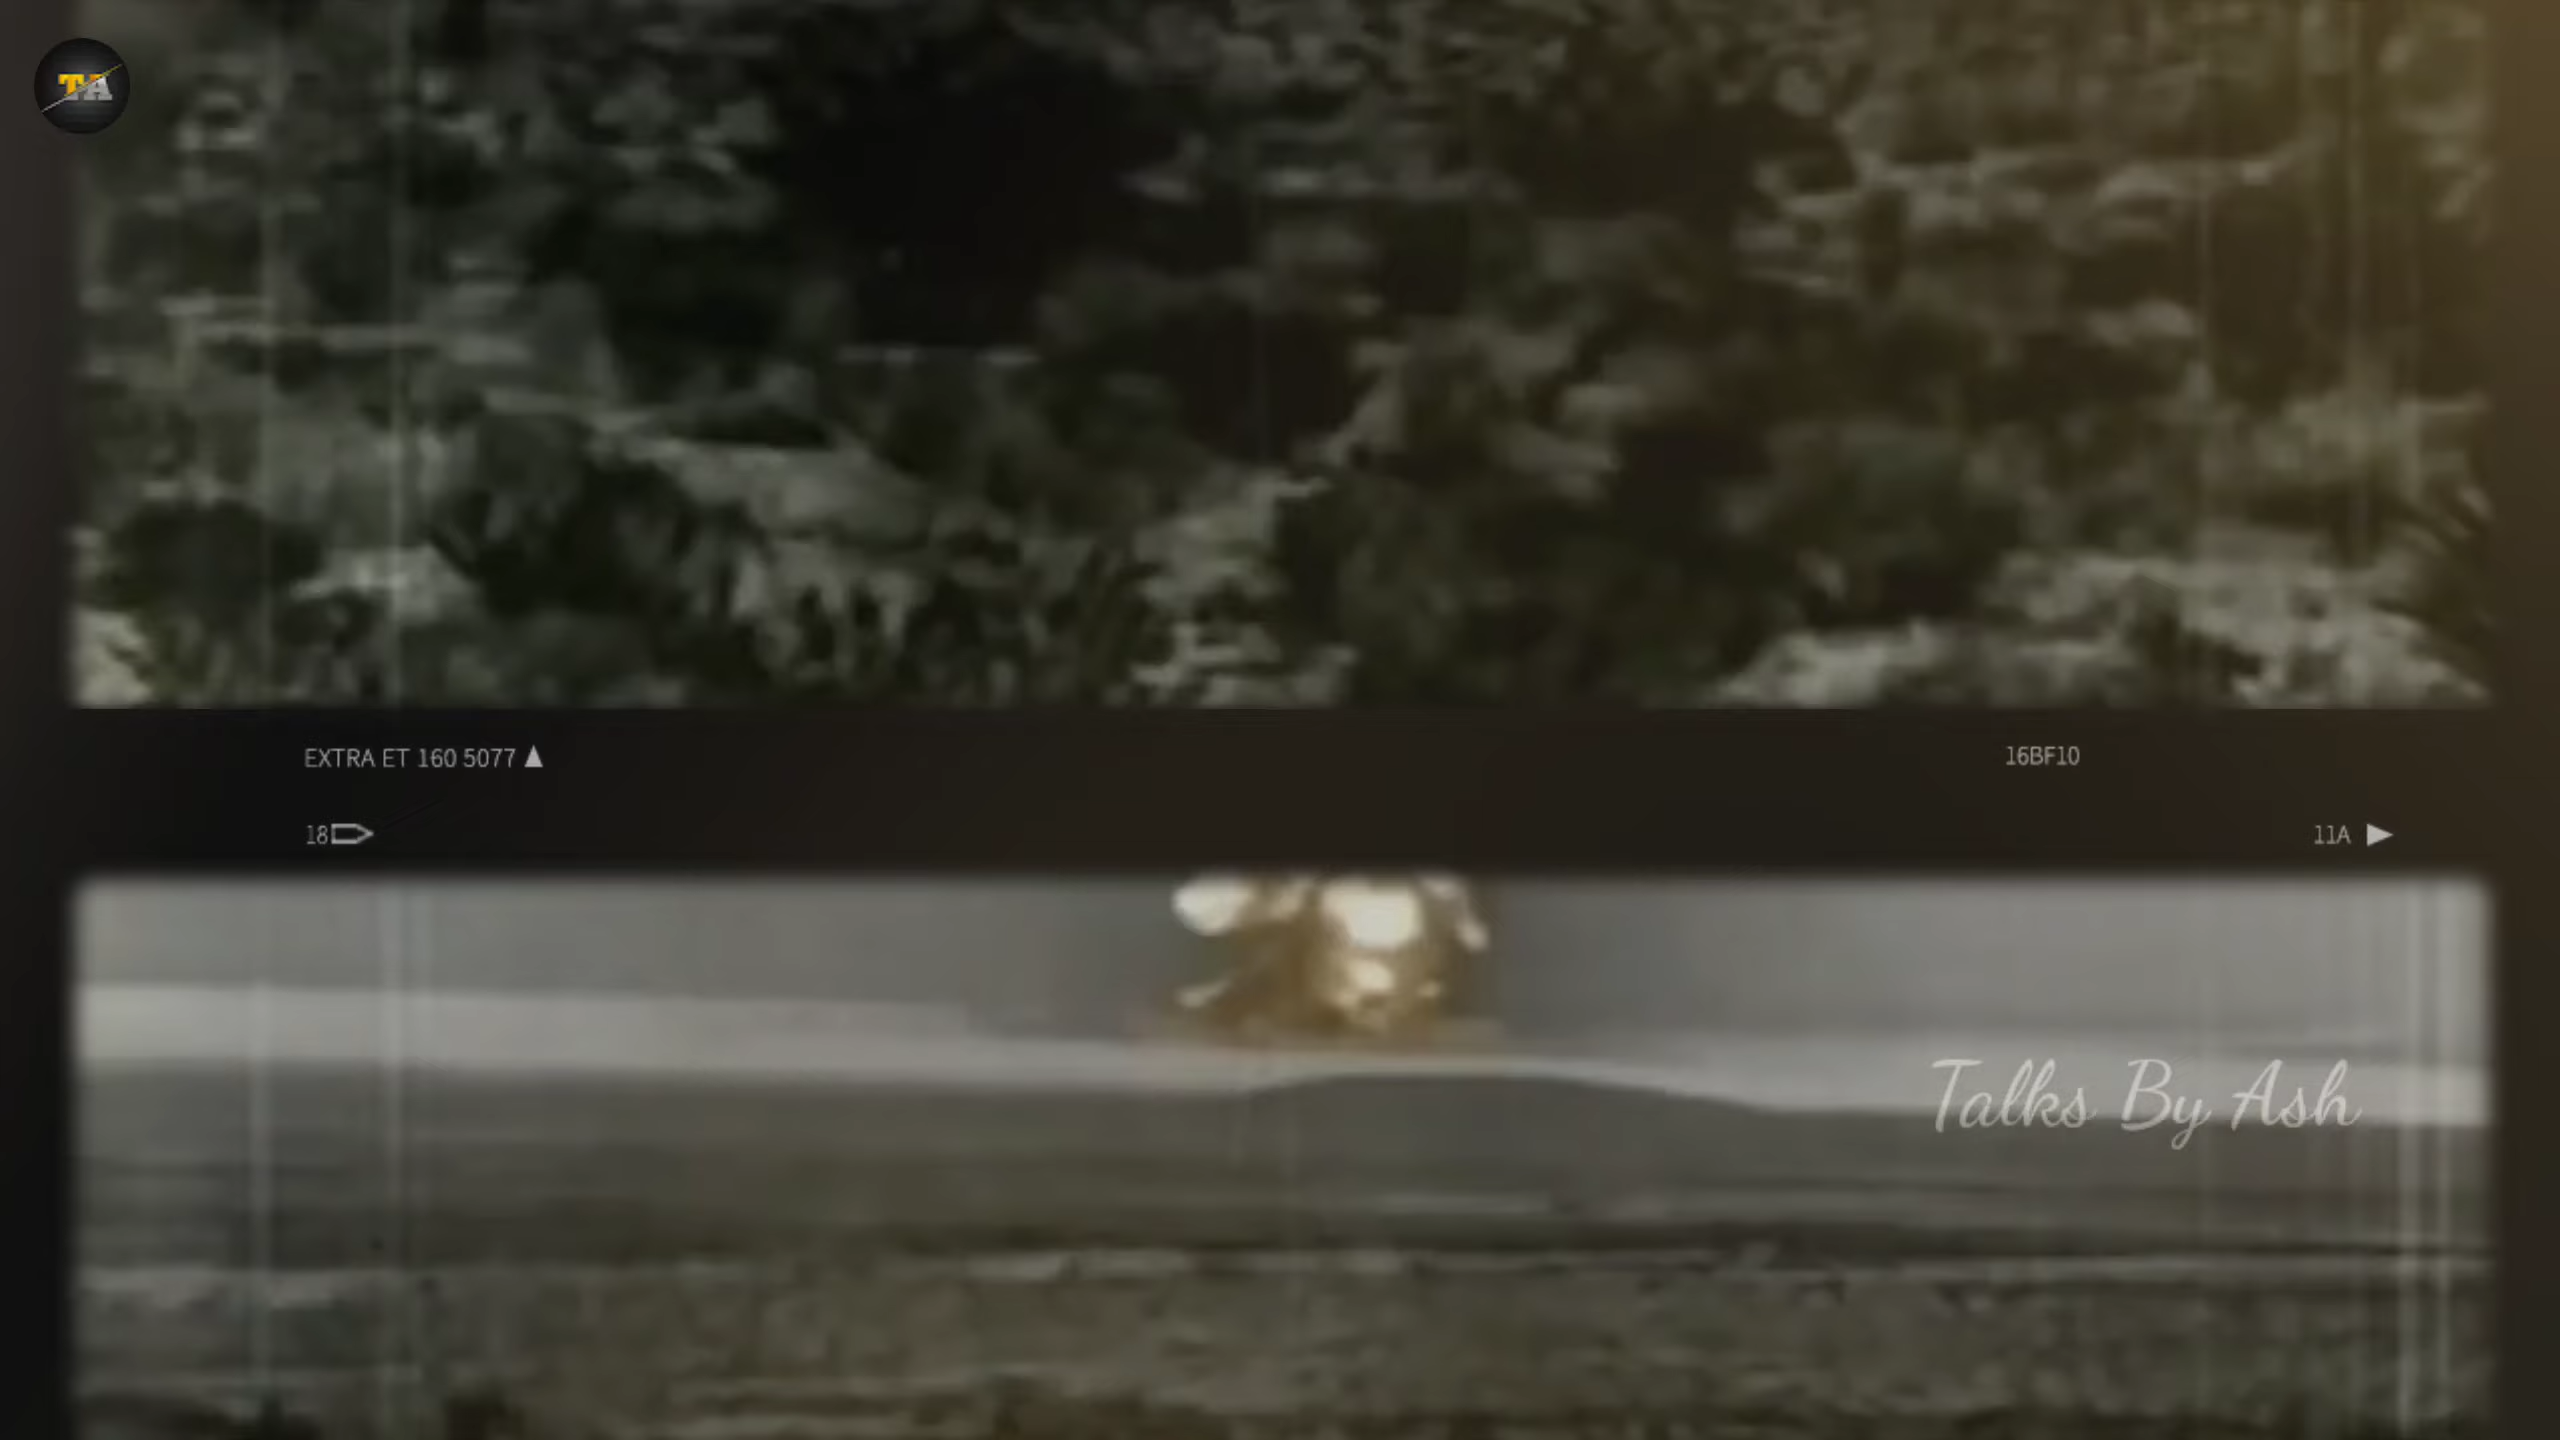 TA
EXTRA ET 160 5077 ▲
16BF10
18
11A ▶
Talks By Ash